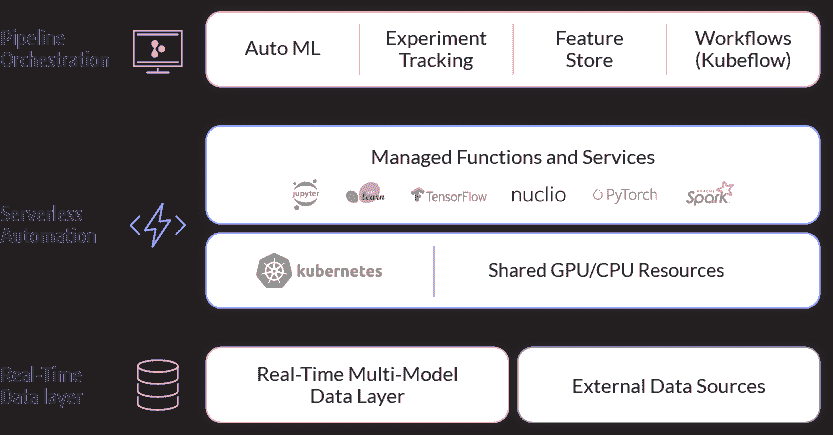 Pipeline
Orchestration
Auto ML
Experiment
Tracking
Feature
Store
Workflows
(Kubeflow)
Serverless
Automation
Managed Functions and Services
jupyter
learn
TensorFlow
nuclio
PyTorch
Spark
kubernetes
Shared GPU/CPU Resources
Real-Time
Data layer
Real-Time Multi-Model
Data Layer
External Data Sources